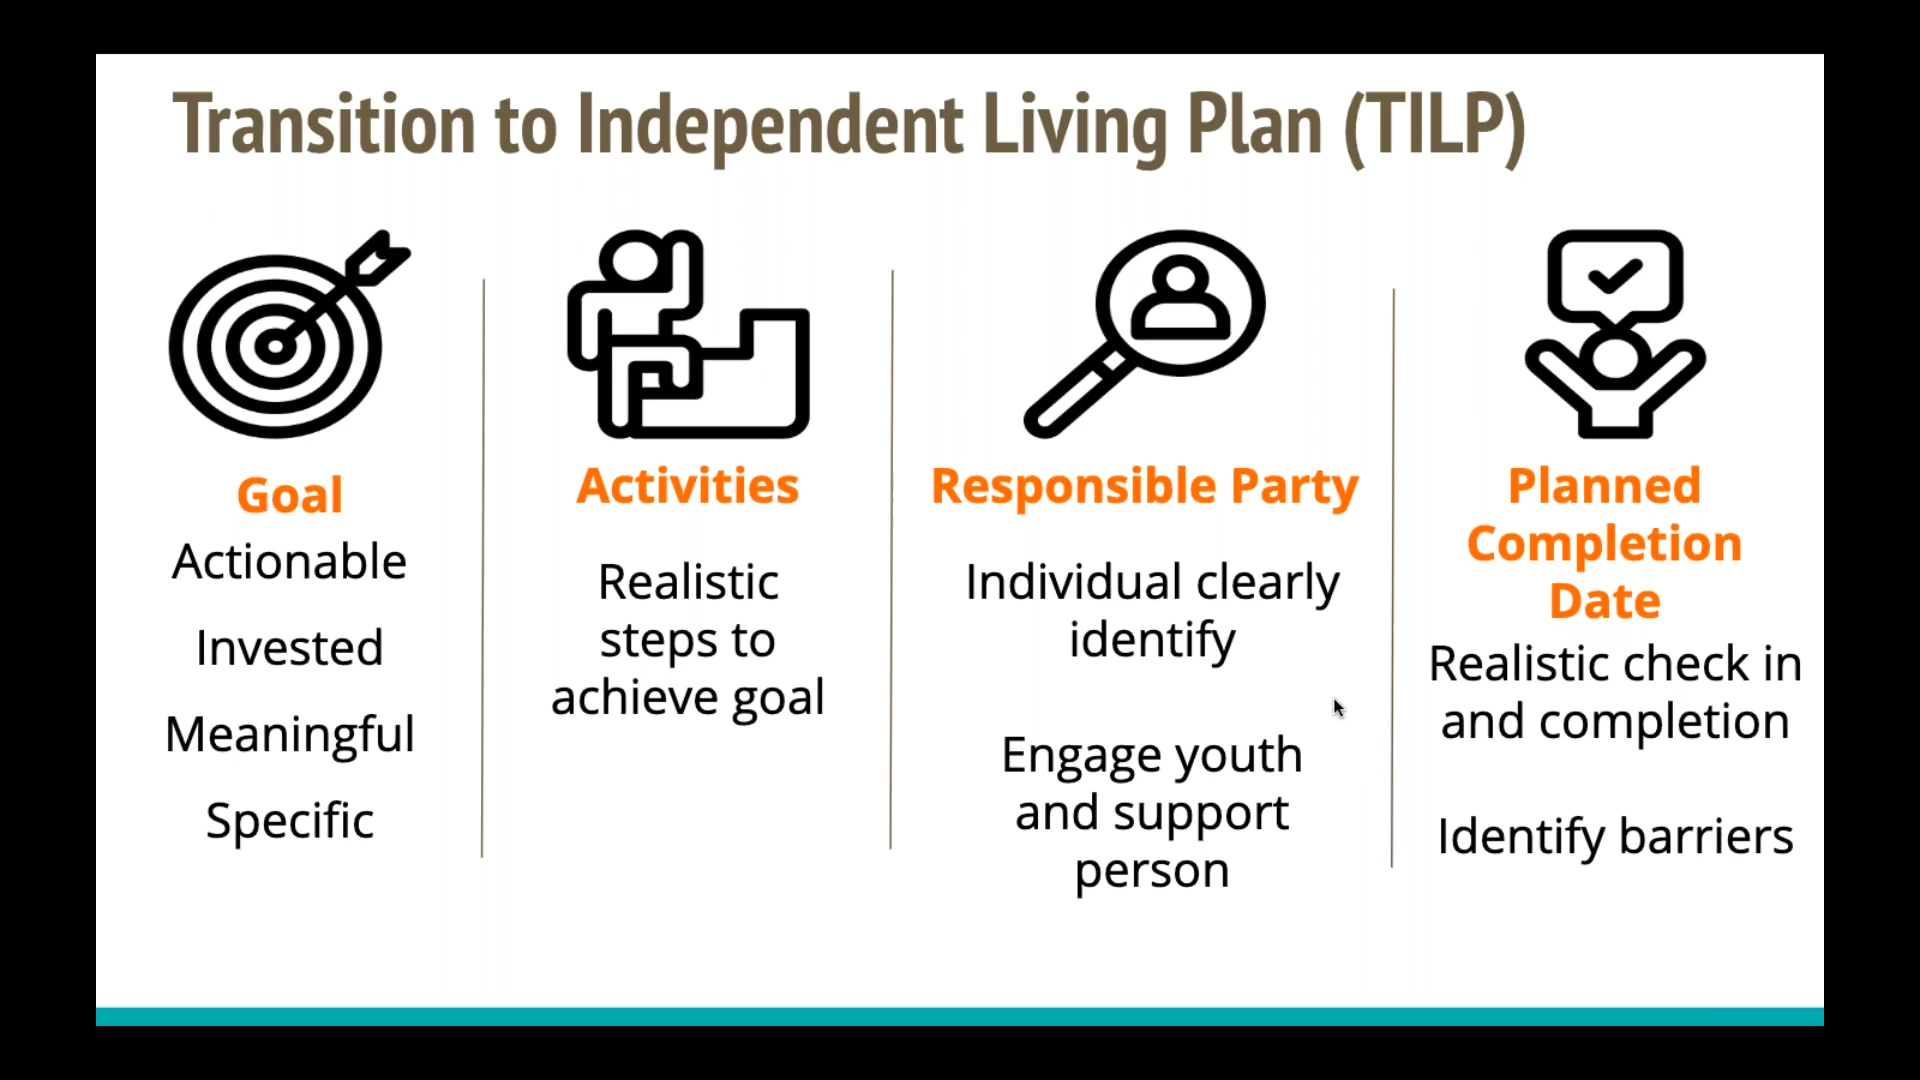 Transition to Independent Living Plan (TILP)
Goal
Actionable
Invested
Meaningful
Specific
Activities
Realistic
steps to
achieve goal
Responsible Party
Individual clearly
identify
Engage youth
and support
person
Planned
Completion
Date
Realistic check in
and completion
Identify barriers